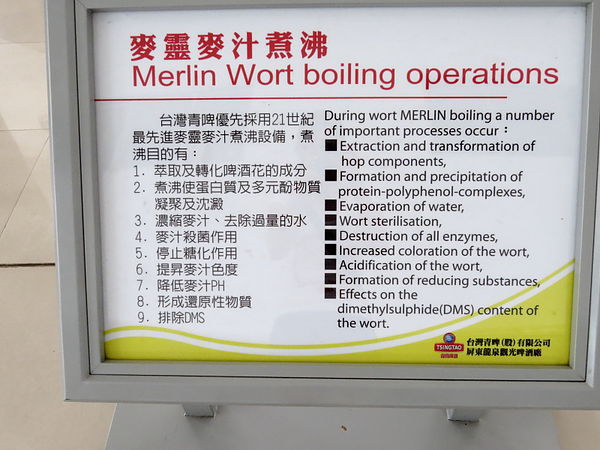 麥靈麥汁煮沸
Merlin Wort boiling operations
台灣青啤優先採用21世紀
最先進麥靈麥汁煮沸設備，煮
沸目的有：
1. 萃取及轉化啤酒花的成分
2. 煮沸使蛋白質及多元酚物質
凝聚及沈澱
3. 濃縮麥汁、去除過量的水
4. 麥汁殺菌作用
5. 停止糖化作用
6. 提昇麥汁色度
7. 降低麥汁PH
8. 形成還原性物質
9. 排除DMS
During wort MERLIN boiling a number
of important processes occur：
■Extraction and transformation of
hop components,
■Formation and precipitation of
protein-polyphenol-complexes,
■Evaporation of water,
■Wort sterilisation,
■Destruction of all enzymes,
■Increased coloration of the wort,
■Acidification of the wort,
■Formation of reducing substances,
■Effects on the
dimethylsulphide(DMS) content of
the wort.
TSINGTAO
台灣青啤(股)有限公司
屏東龍泉觀光啤酒廠